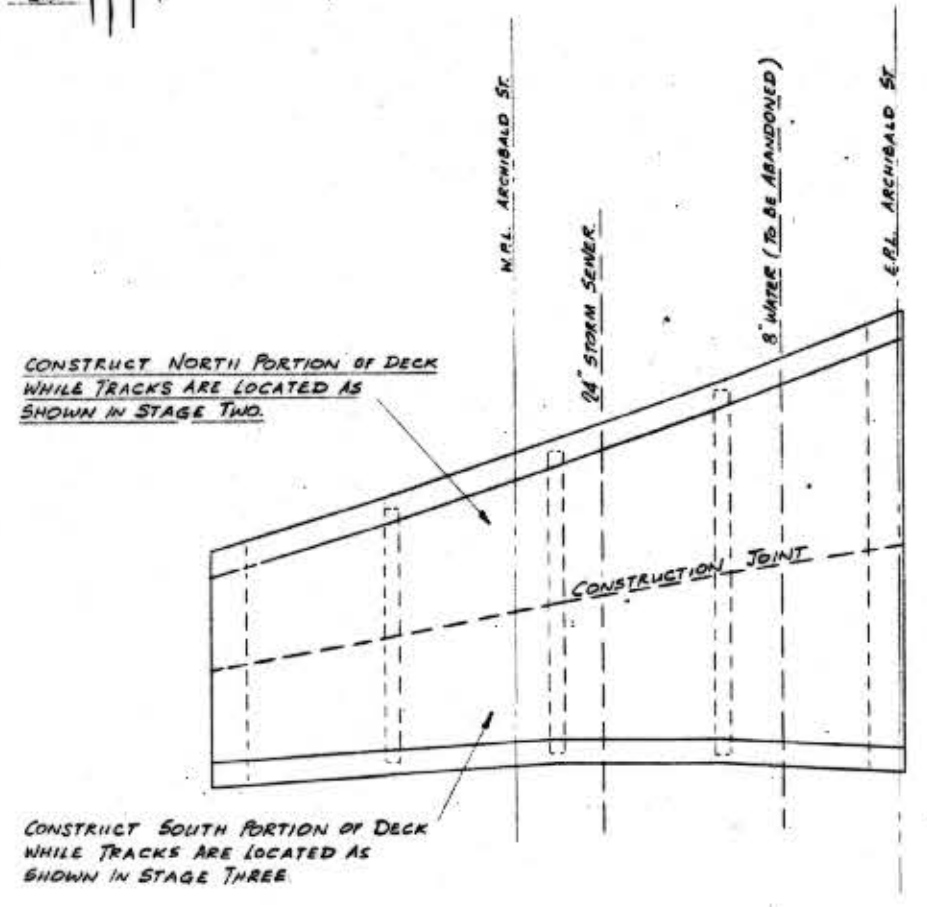 W.P.L. ARCHIBALD ST.
24" STORM SEWER.
8" WATER (TO BE ABANDONED)
E.P.L. ARCHIBALD ST
CONSTRUCT NORTH PORTION OF DECK
WHILE TRACKS ARE LOCATED AS
SHOWN IN STAGE TWO.
CONSTRUCTION JOINT
CONSTRUCT SOUTH PORTION OF DECK
WHILE TRACKS ARE LOCATED AS
SHOWN IN STAGE THREE